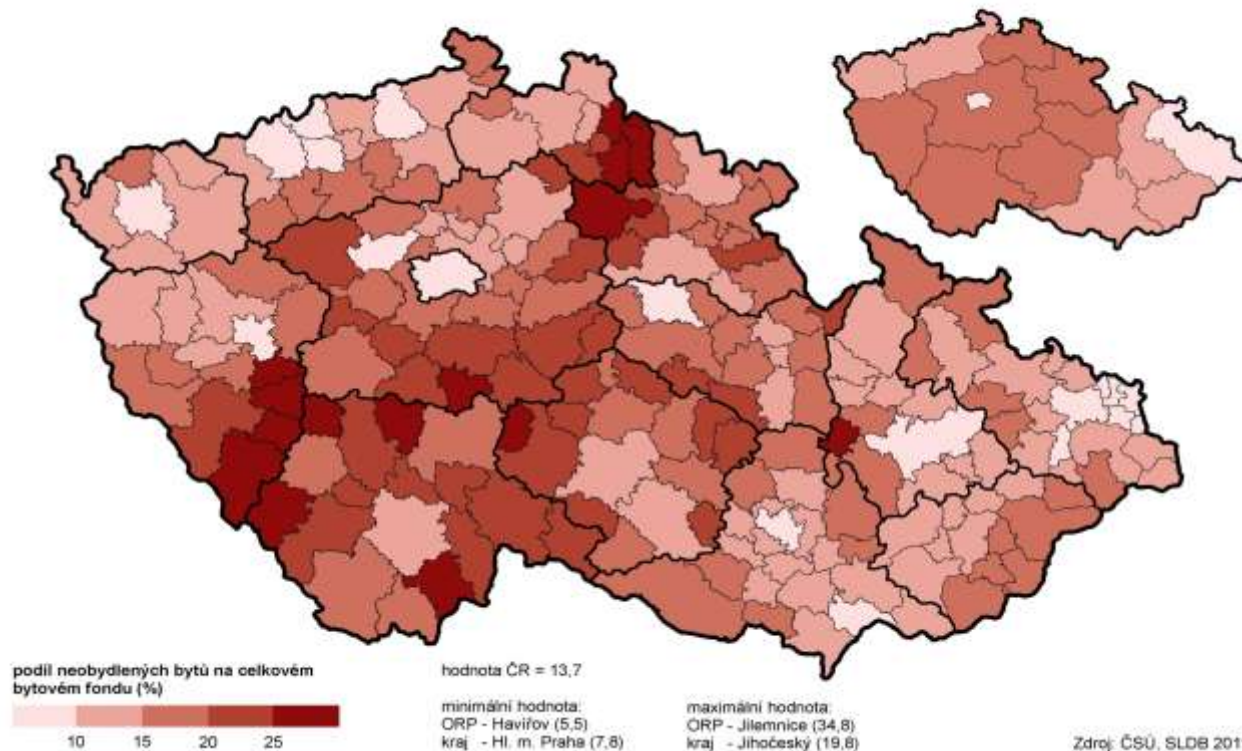 podíl neobydlených bytů na celkovém
bytovém fondu (%)
10 15 20 25
hodnota ČR = 13,7
minimální hodnota:
ORP - Havířov (5,5)
kraj - Hl. m. Praha (7,8)
maximální hodnota:
ORP - Jilemnice (34,8)
kraj - Jihočeský (19,8)
Zdroj: ČSÚ, SLDB 201